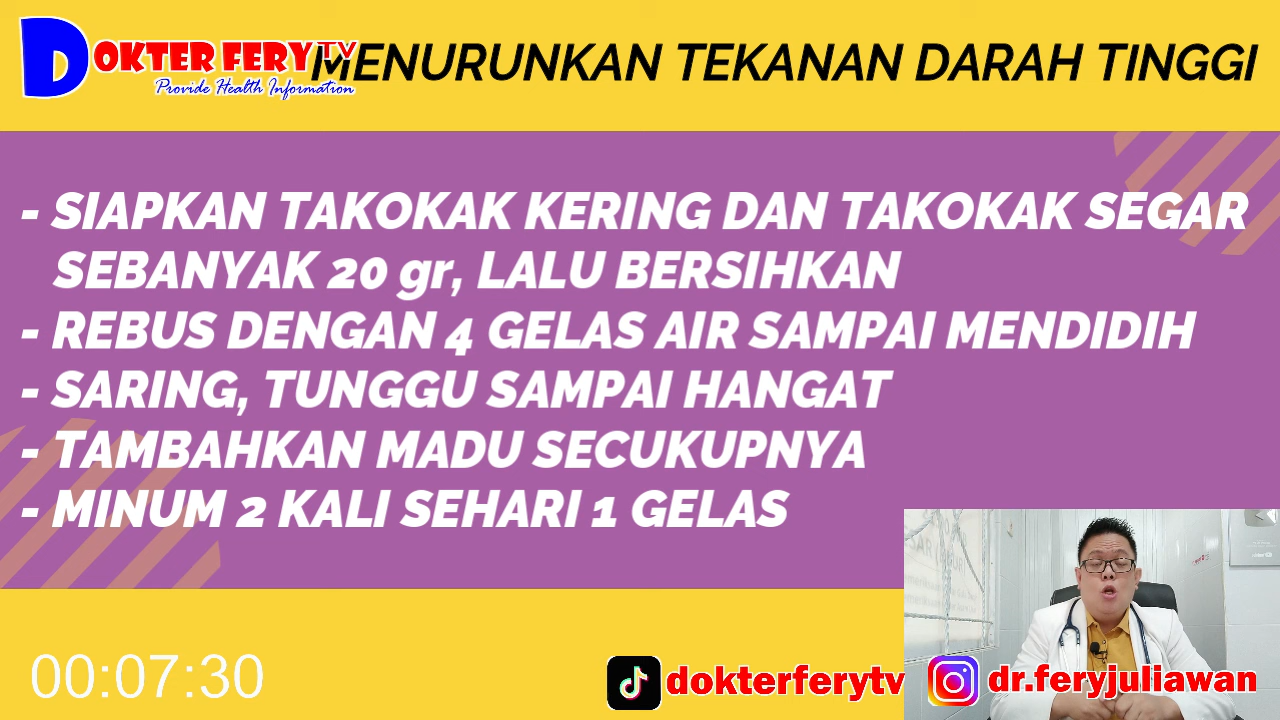 DOKTER FERY TV
Provide Health Information
MENURUNKAN TEKANAN DARAH TINGGI
- SIAPKAN TAKOKAK KERING DAN TAKOKAK SEGAR
SEBANYAK 20 gr, LALU BERSIHKAN
- REBUS DENGAN 4 GELAS AIR SAMPAI MENDIDIH
- SARING, TUNGGU SAMPAI HANGAT
- TAMBAHKAN MADU SECUKUPNYA
- MINUM 2 KALI SEHARI 1 GELAS
00:07:30
dokterferytv
dr.feryjuliawan